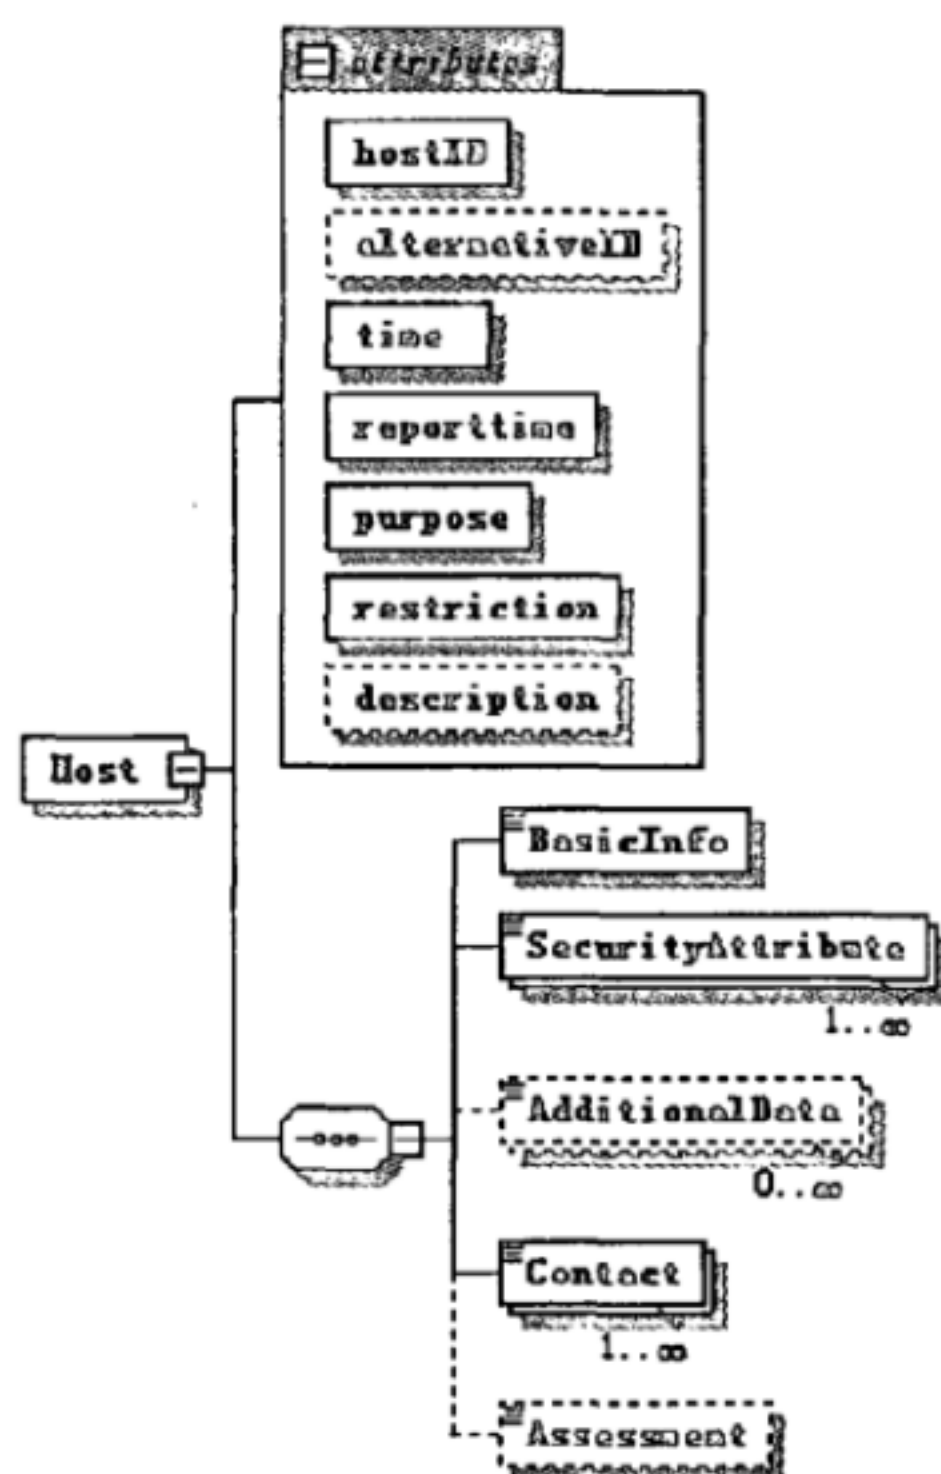 attributes
hostID
alternativeID
time
reporttime
purpose
restriction
description
Host
BasicInfo
SecurityAttribute
1..∞
AdditionalData
0..∞
Contact
1..∞
Assessment